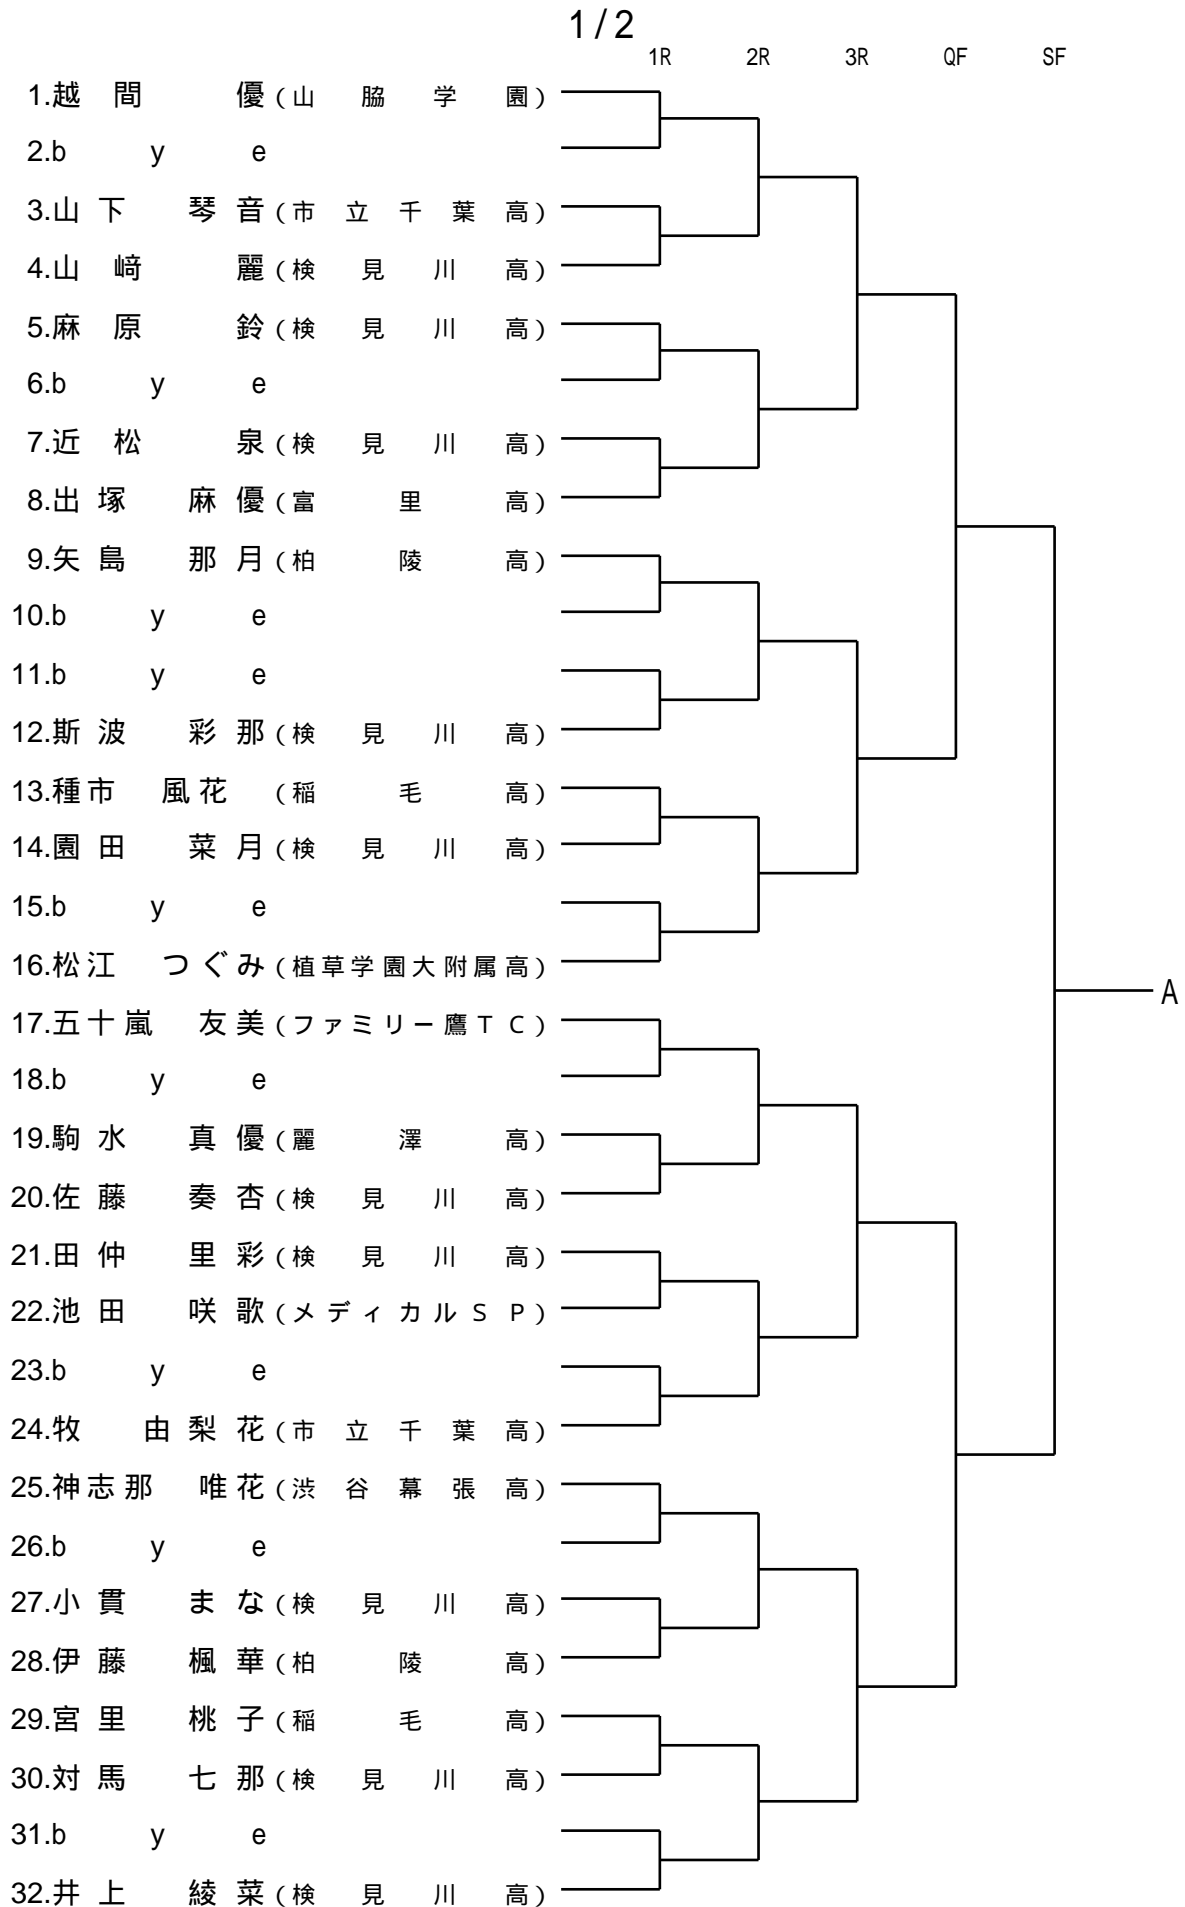 1/2
1R 2R 3R QF SF
1.越間 優(山脇学園)
2.bye
3.山下 琴音(市立千葉高)
4.山﨑 麗(検見川高)
5.麻原 鈴(検見川高)
6.bye
7.近松 泉(検見川高)
8.出塚 麻優(富里高)
9.矢島 那月(柏陵高)
10.bye
11.bye
12.斯波 彩那(検見川高)
13.種市 風花(稲毛高)
14.園田 菜月(検見川高)
15.bye
16.松江 つぐみ(植草学園大附属高)
A
17.五十嵐 友美(ファミリー鷹TC)
18.bye
19.駒水 真優(麗澤高)
20.佐藤 奏杏(検見川高)
21.田仲 里彩(検見川高)
22.池田 咲歌(メディカルSP)
23.bye
24.牧 由梨花(市立千葉高)
25.神志那 唯花(渋谷幕張高)
26.bye
27.小貫 まな(検見川高)
28.伊藤 楓華(柏陵高)
29.宮里 桃子(稲毛高)
30.対馬 七那(検見川高)
31.bye
32.井上 綾菜(検見川高)